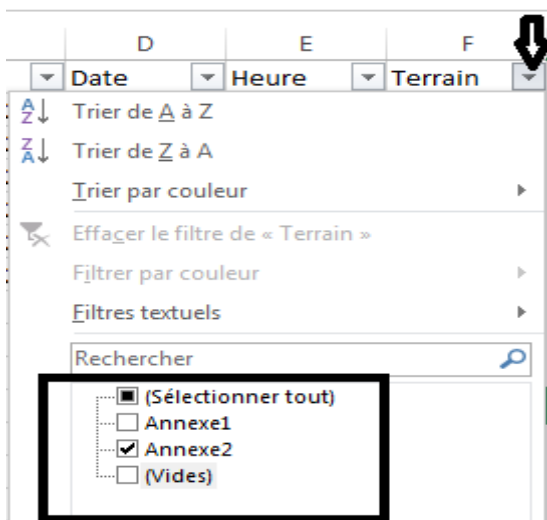 D E F
Date Heure Terrain
Trier de A à Z
Trier de Z à A
Trier par couleur
Effacer le filtre de « Terrain »
Filtrer par couleur
Filtres textuels
Rechercher
(Sélectionner tout)
Annexe1
Annexe2
(Vides)